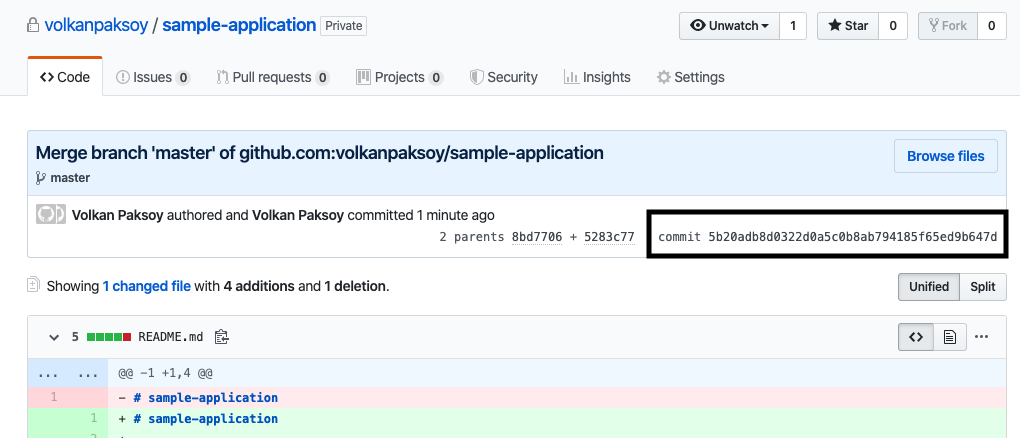 volkanpaksoy / sample-application Private Unwatch 1 Star 0 Fork 0
Code Issues 0 Pull requests 0 Projects 0 Security Insights Settings
Merge branch 'master' of github.com:volkanpaksoy/sample-application
Browse files
master
Volkan Paksoy authored and Volkan Paksoy committed 1 minute ago
2 parents 8bd7706 + 5283c77 commit 5b20adb8d0322d0a5c0b8ab794185f65ed9b647d
Showing 1 changed file with 4 additions and 1 deletion. Unified Split
5 README.md ...
... ... @@ -1 +1,4 @@
1 - # sample-application
1 + # sample-application